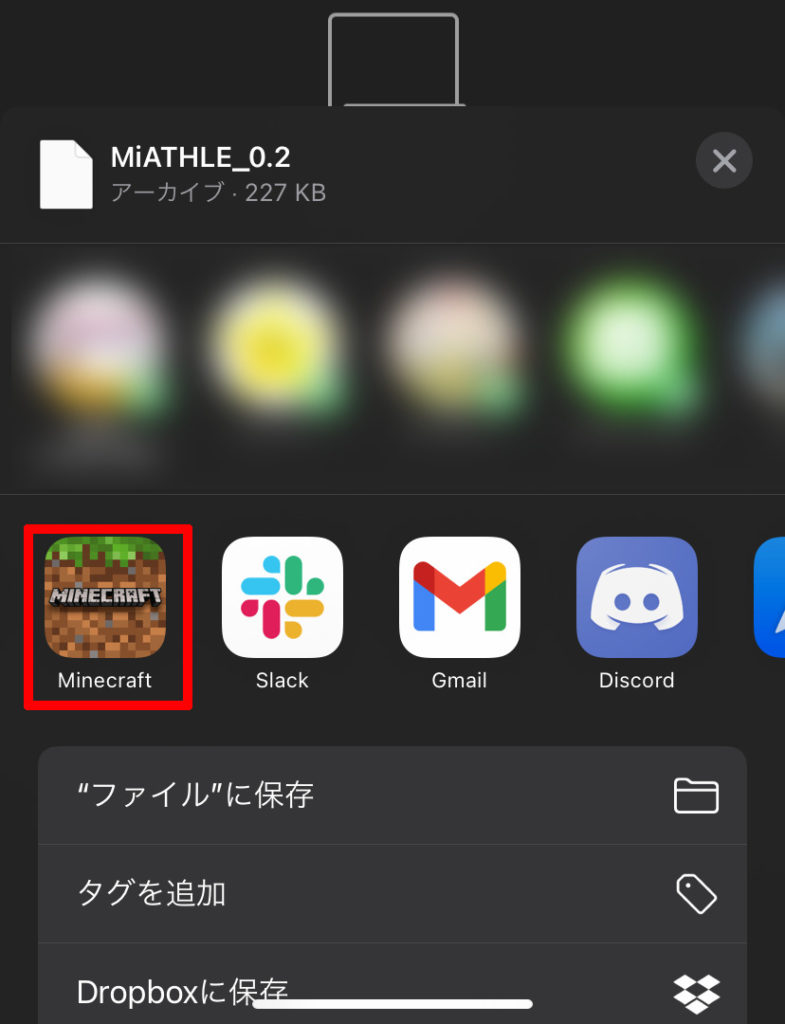 MiATHLE_0.2
アーカイブ · 227 KB
MINECRAFT
Minecraft
Slack
Gmail
Discord
“ファイル”に保存
タグを追加
Dropboxに保存